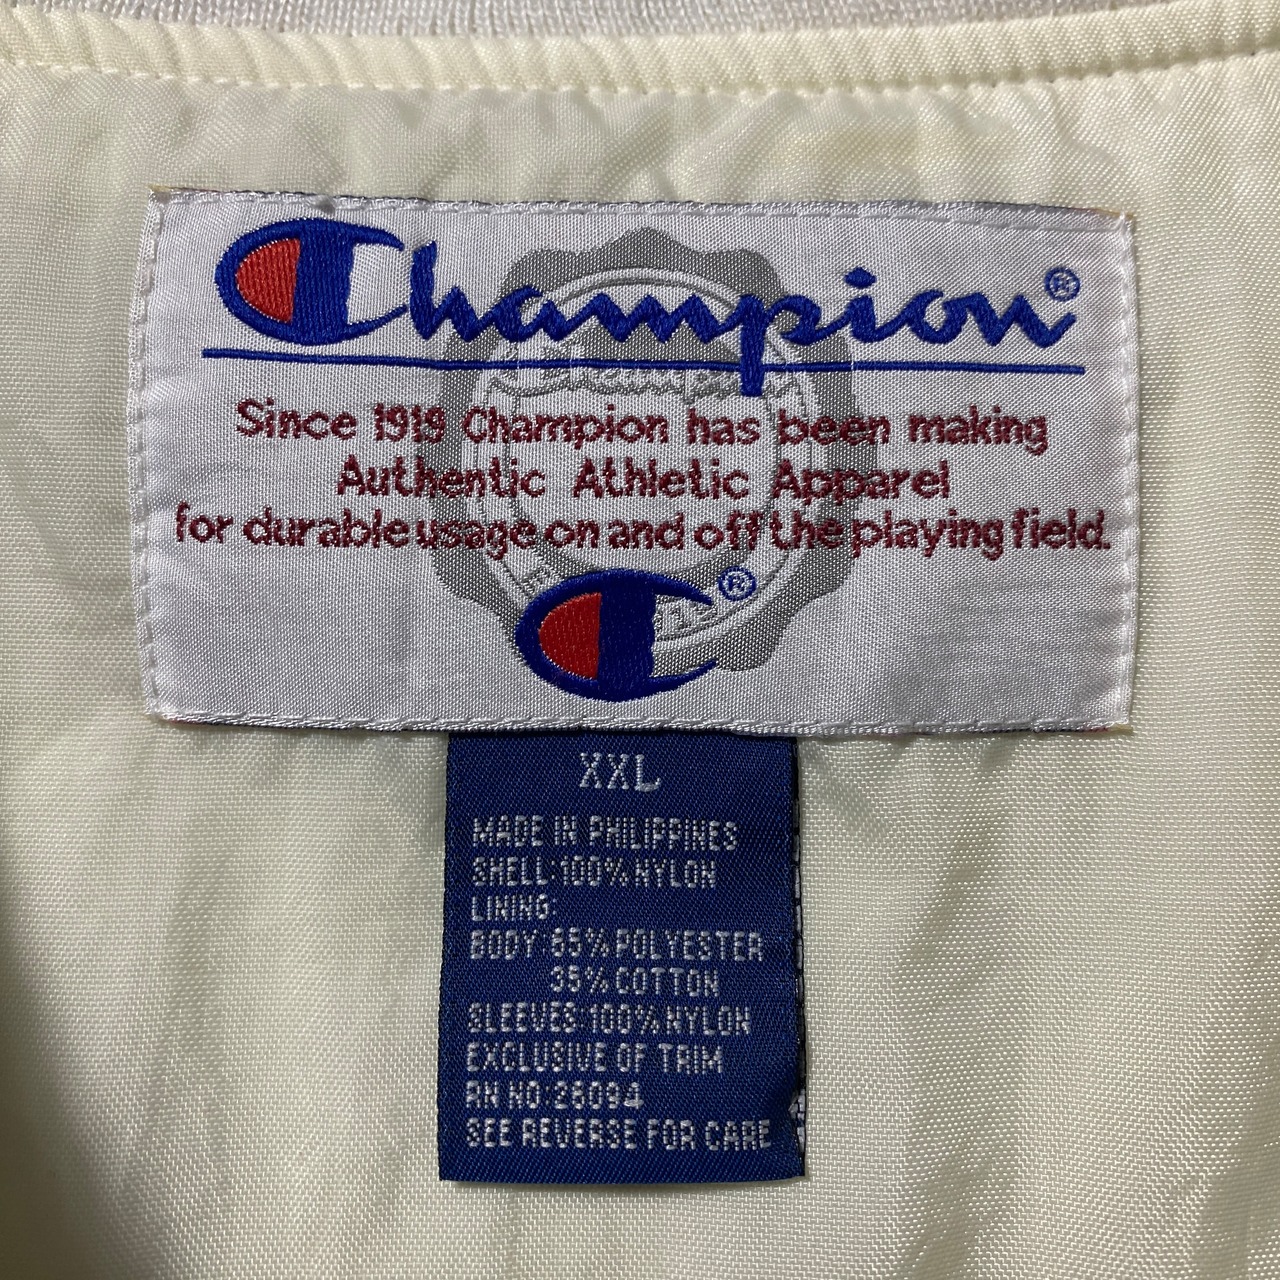 Champion®
Since 1919 Champion has been making
Authentic Athletic Apparel
for durable usage on and off the playing field.
®
XXL
MADE IN PHILIPPINES
SHELL:100% NYLON
LINING:
BODY 65% POLYESTER
35% COTTON
SLEEVES 100% NYLON
EXCLUSIVE OF TRIM
RN NO:26094
SEE REVERSE FOR CARE